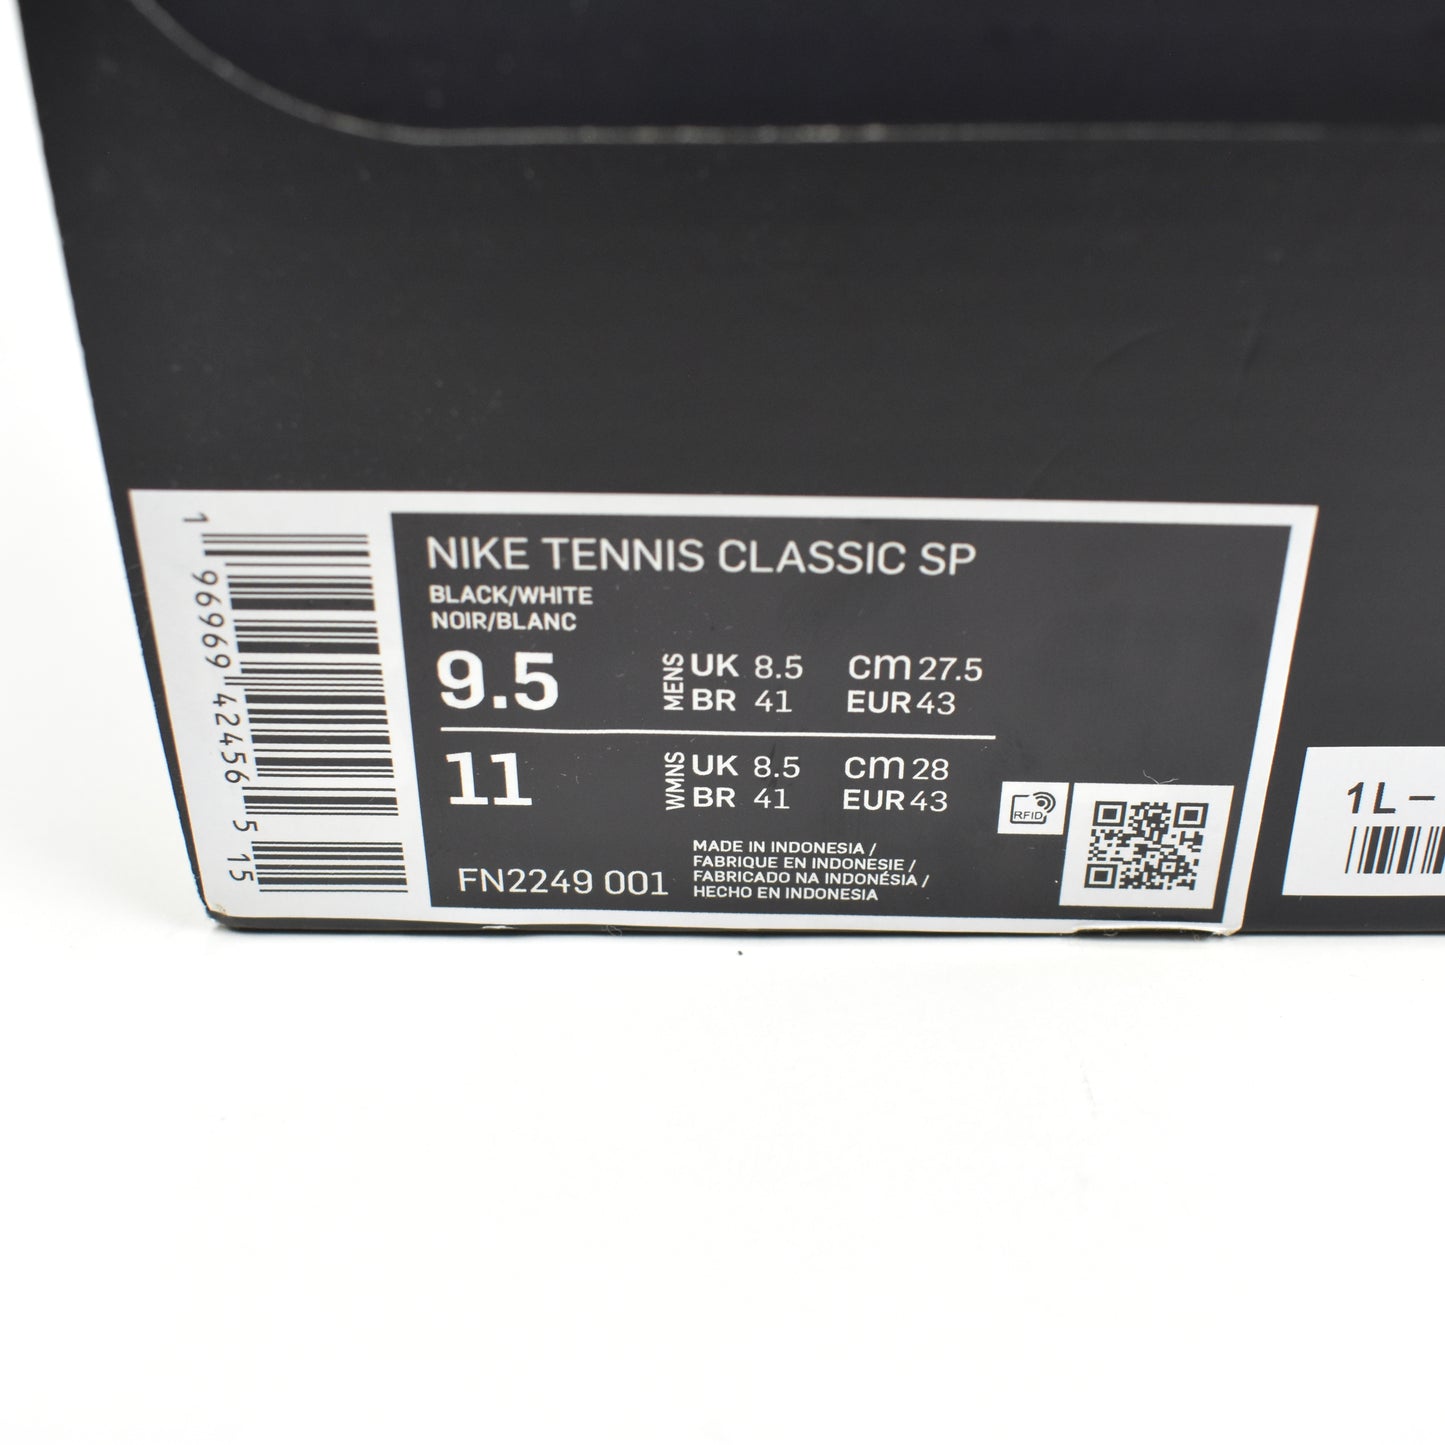 NIKE TENNIS CLASSIC SP
BLACK/WHITE
NOIR/BLANC
9.5 MENS UK 8.5 cm 27.5
BR 41 EUR 43
11 WMNS UK 8.5 cm 28
BR 41 EUR 43
FN2249 001
MADE IN INDONESIA /
FABRIQUE EN INDONESIE /
FABRICADO NA INDONÉSIA /
HECHO EN INDONESIA
RFID
1 96969 42456 5 15
1L-